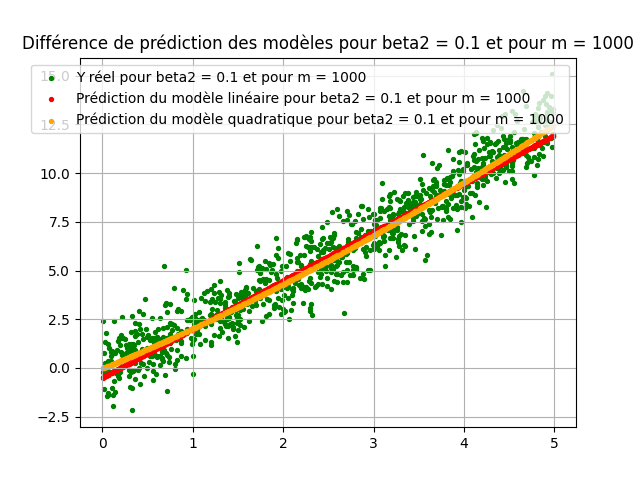 Différence de prédiction des modèles pour beta2 = 0.1 et pour m = 1000
Y réel pour beta2 = 0.1 et pour m = 1000
Prédiction du modèle linéaire pour beta2 = 0.1 et pour m = 1000
Prédiction du modèle quadratique pour beta2 = 0.1 et pour m = 1000
15.0
12.5
10.0
7.5
5.0
2.5
0.0
−2.5
0 1 2 3 4 5